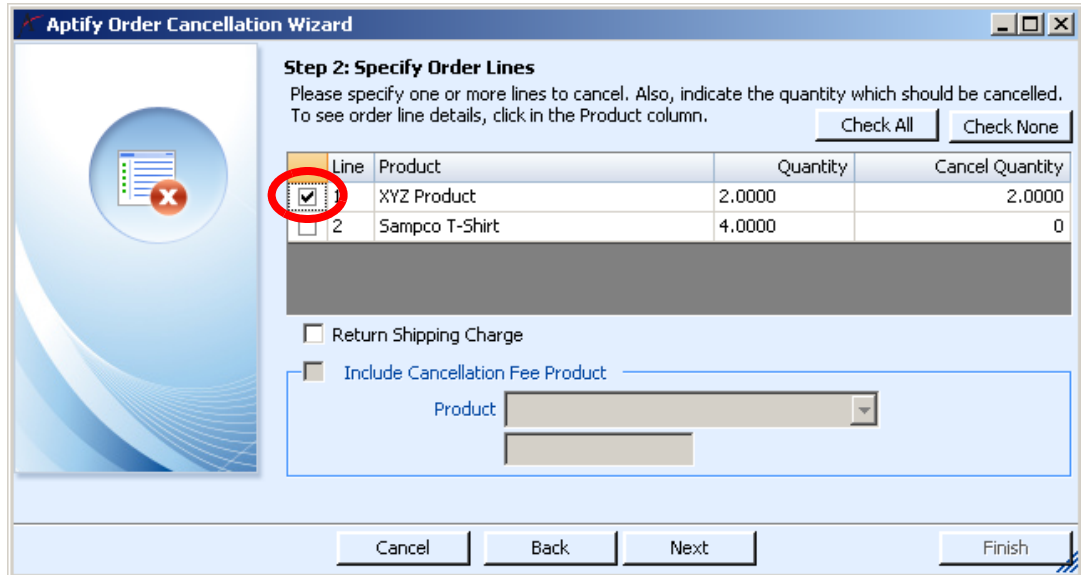 Aptify Order Cancellation Wizard
Step 2: Specify Order Lines
Please specify one or more lines to cancel. Also, indicate the quantity which should be cancelled.
To see order line details, click in the Product column.
Check All Check None
Line Product Quantity Cancel Quantity
1 XYZ Product 2.0000 2.0000
2 Sampco T-Shirt 4.0000 0
Return Shipping Charge
Include Cancellation Fee Product
Product
Cancel Back Next Finish